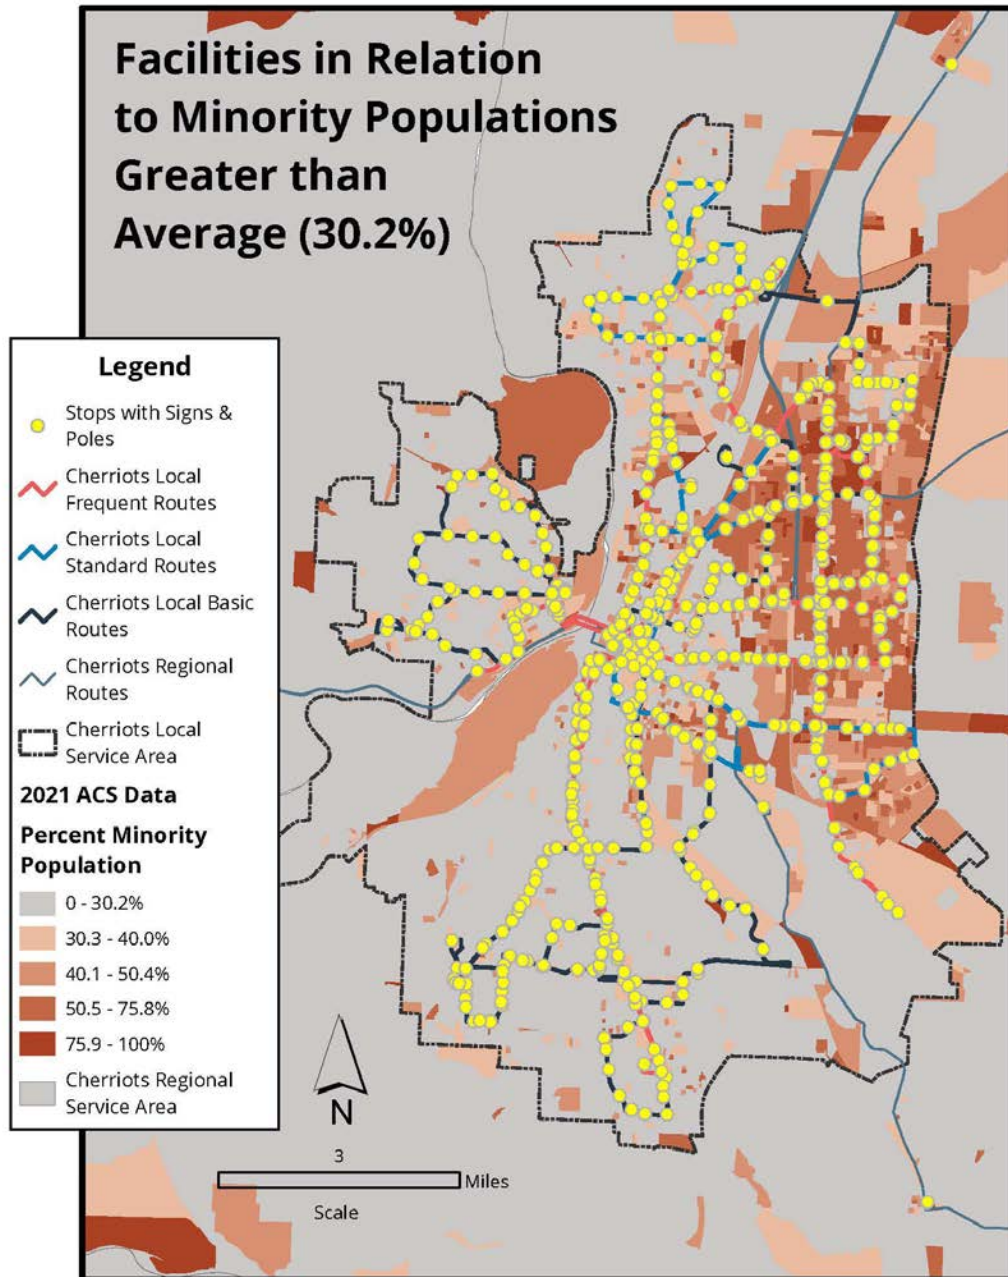 Facilities in Relation
to Minority Populations
Greater than
Average (30.2%)
Legend
Stops with Signs &
Poles
Cherriots Local
Frequent Routes
Cherriots Local
Standard Routes
Cherriots Local Basic
Routes
Cherriots Regional
Routes
Cherriots Local
Service Area
2021 ACS Data
Percent Minority
Population
0 - 30.2%
30.3 - 40.0%
40.1 - 50.4%
50.5 - 75.8%
75.9 - 100%
Cherriots Regional
Service Area
N
3
Miles
Scale